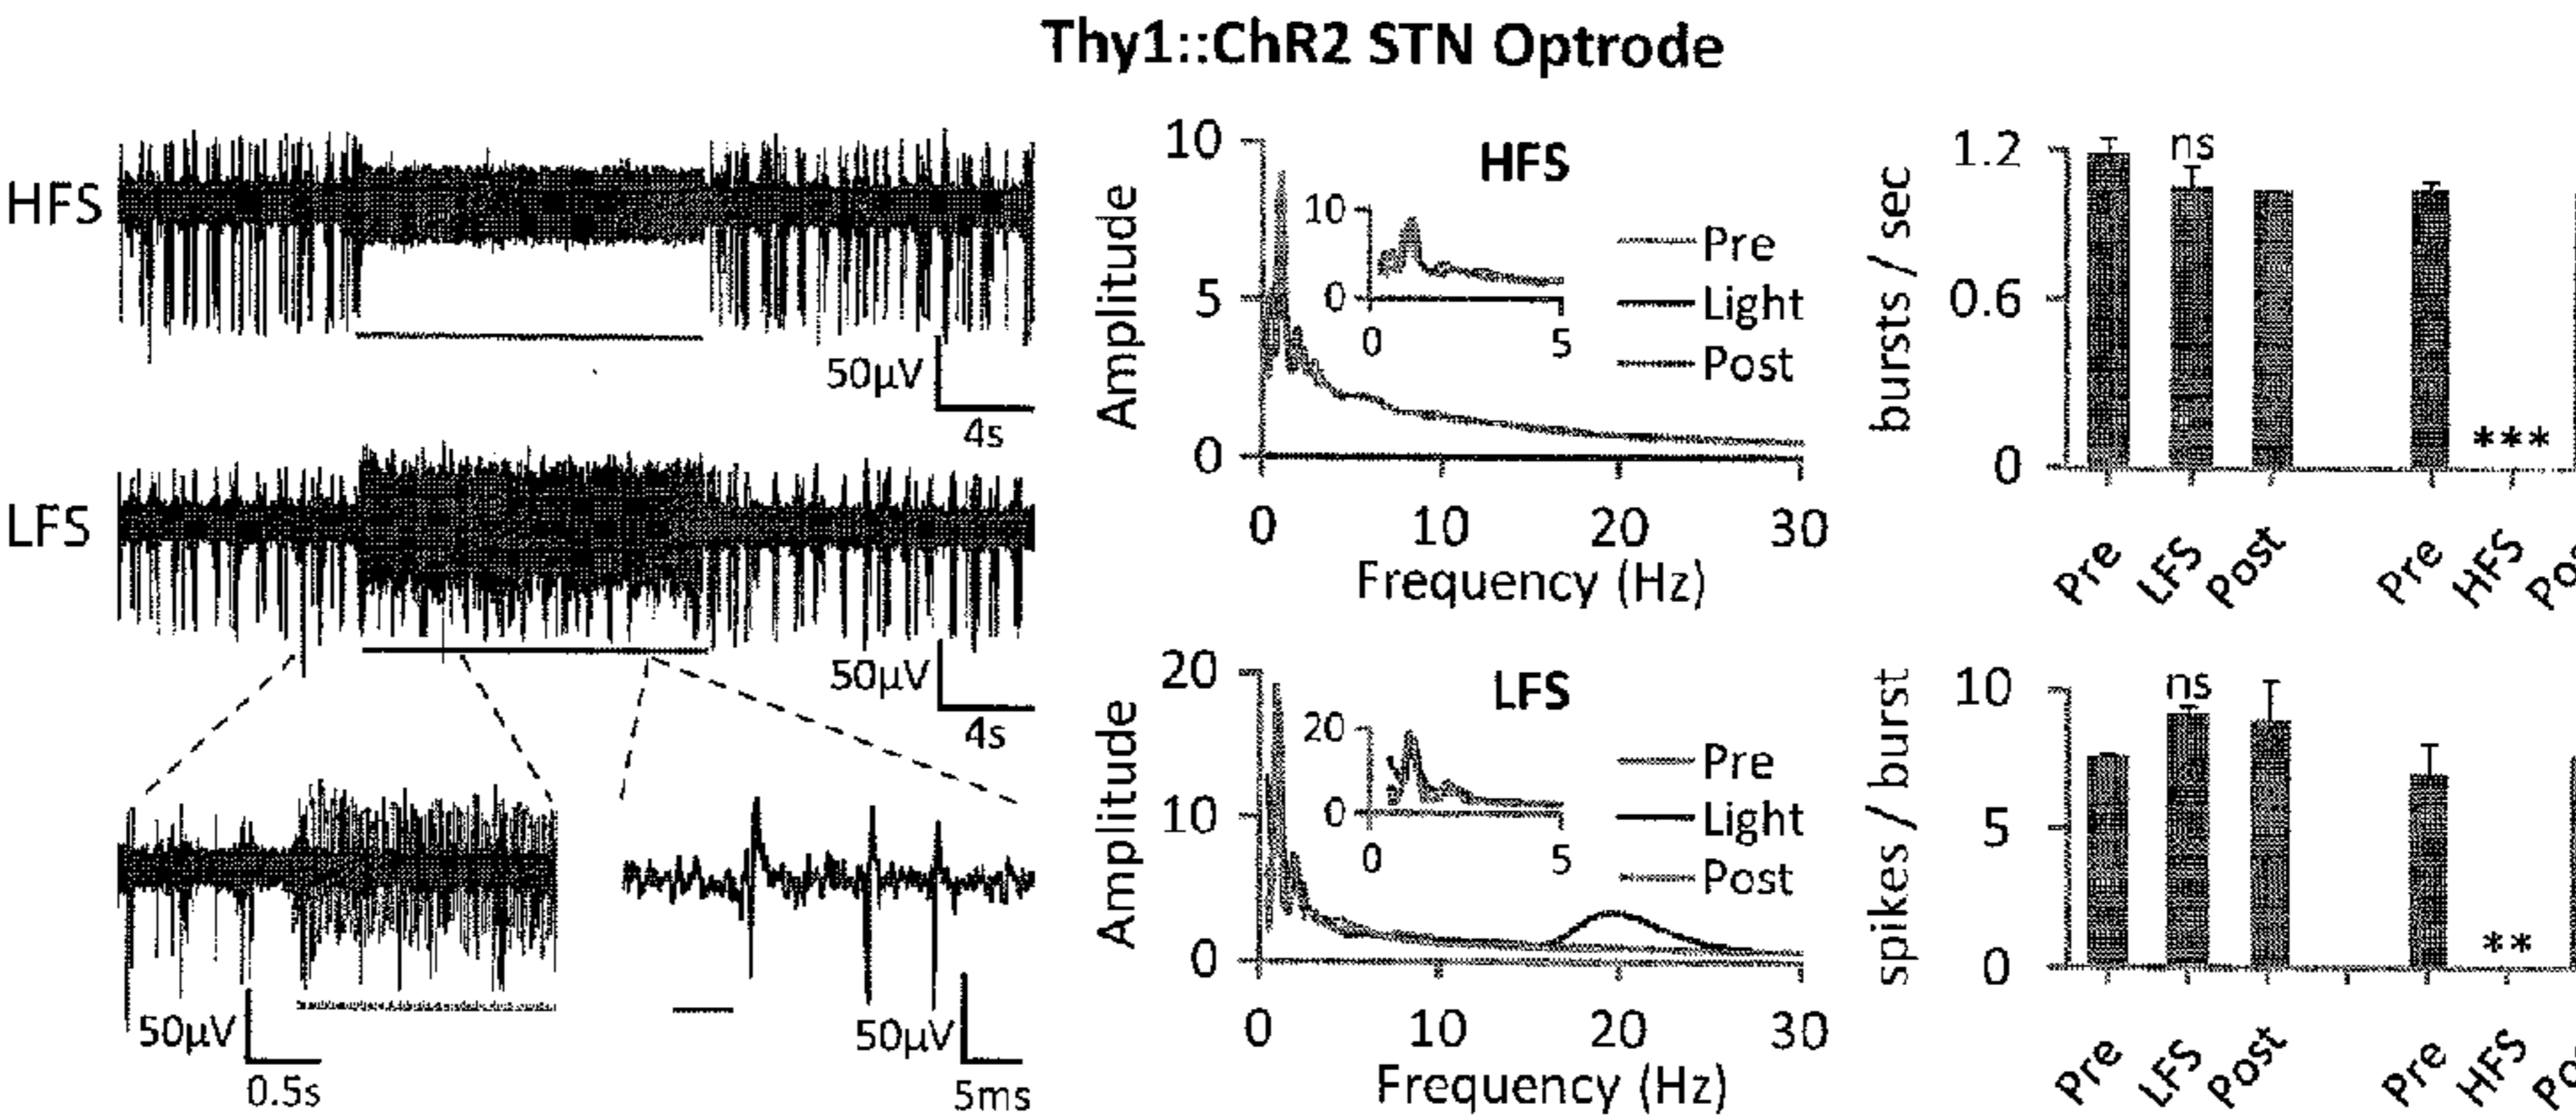 Thy1::ChR2 STN Optrode
HFS
50µV
4s
LFS
50µV
4s
50µV
0.5s
50µV
5ms
Amplitude
10
5
0
HFS
10
0
0
5
Pre
Light
Post
0
10
20
30
Frequency (Hz)
Amplitude
20
10
0
LFS
20
0
0
5
Pre
Light
Post
0
10
20
30
Frequency (Hz)
bursts / sec
1.2
0.6
0
ns
***
Pre
LFS
Post
Pre
HFS
Pos
spikes / burst
10
5
0
ns
**
Pre
LFS
Post
Pre
HFS
Pos